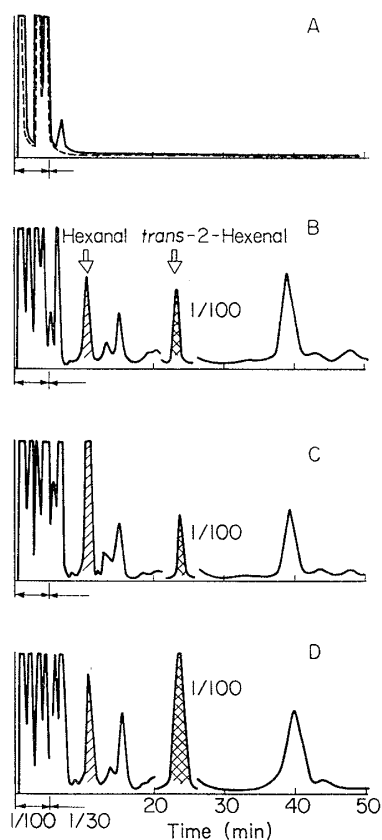 A
Hexanal trans-2-Hexenal B
1/100
C
1/100
D
1/100
1/100 1/30 20 30 40 50
Time (min)